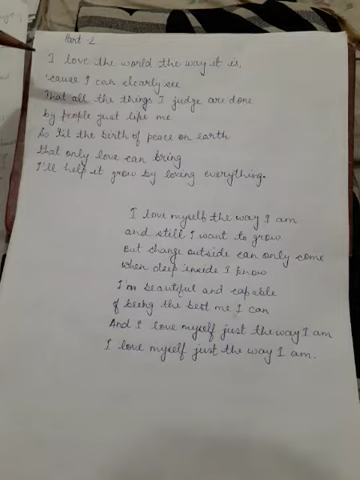 Part -2
I love the world the way it is,
'cause I can clearly see
That all the things I judge are done
by people just like me
So 'til the birth of peace on earth
that only love can bring
I'll help it grow by loving everything.
I love myself the way I am
and still I want to grow
But change outside can only come
when deep inside I know
I'm beautiful and capable
of being the best me I can
And I love myself just the way I am
I love myself just the way I am.